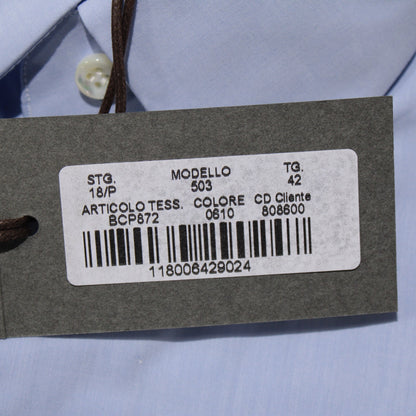 STG. MODELLO TG.
18/P 503 42
ARTICOLO TESS. COLORE CD Cliente
BCP872 0610 808600
118006429024